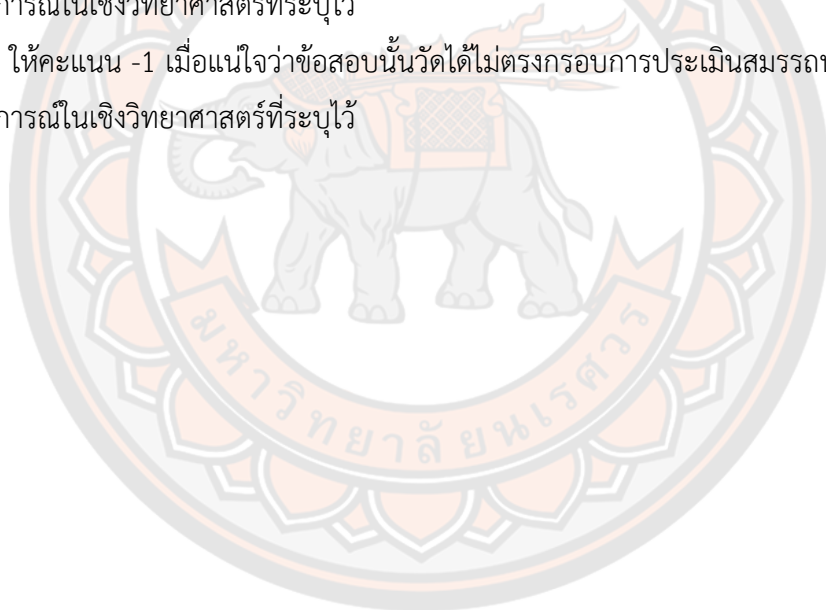 การณ์ในเชิงวิทยาศาสตร์ที่ระบุไว้
ให้คะแนน -1 เมื่อแน่ใจว่าข้อสอบนั้นวัดได้ไม่ตรงกรอบการประเมินสมรรถ
การณ์ในเชิงวิทยาศาสตร์ที่ระบุไว้
มหาวิทยาลัยนเรศวร